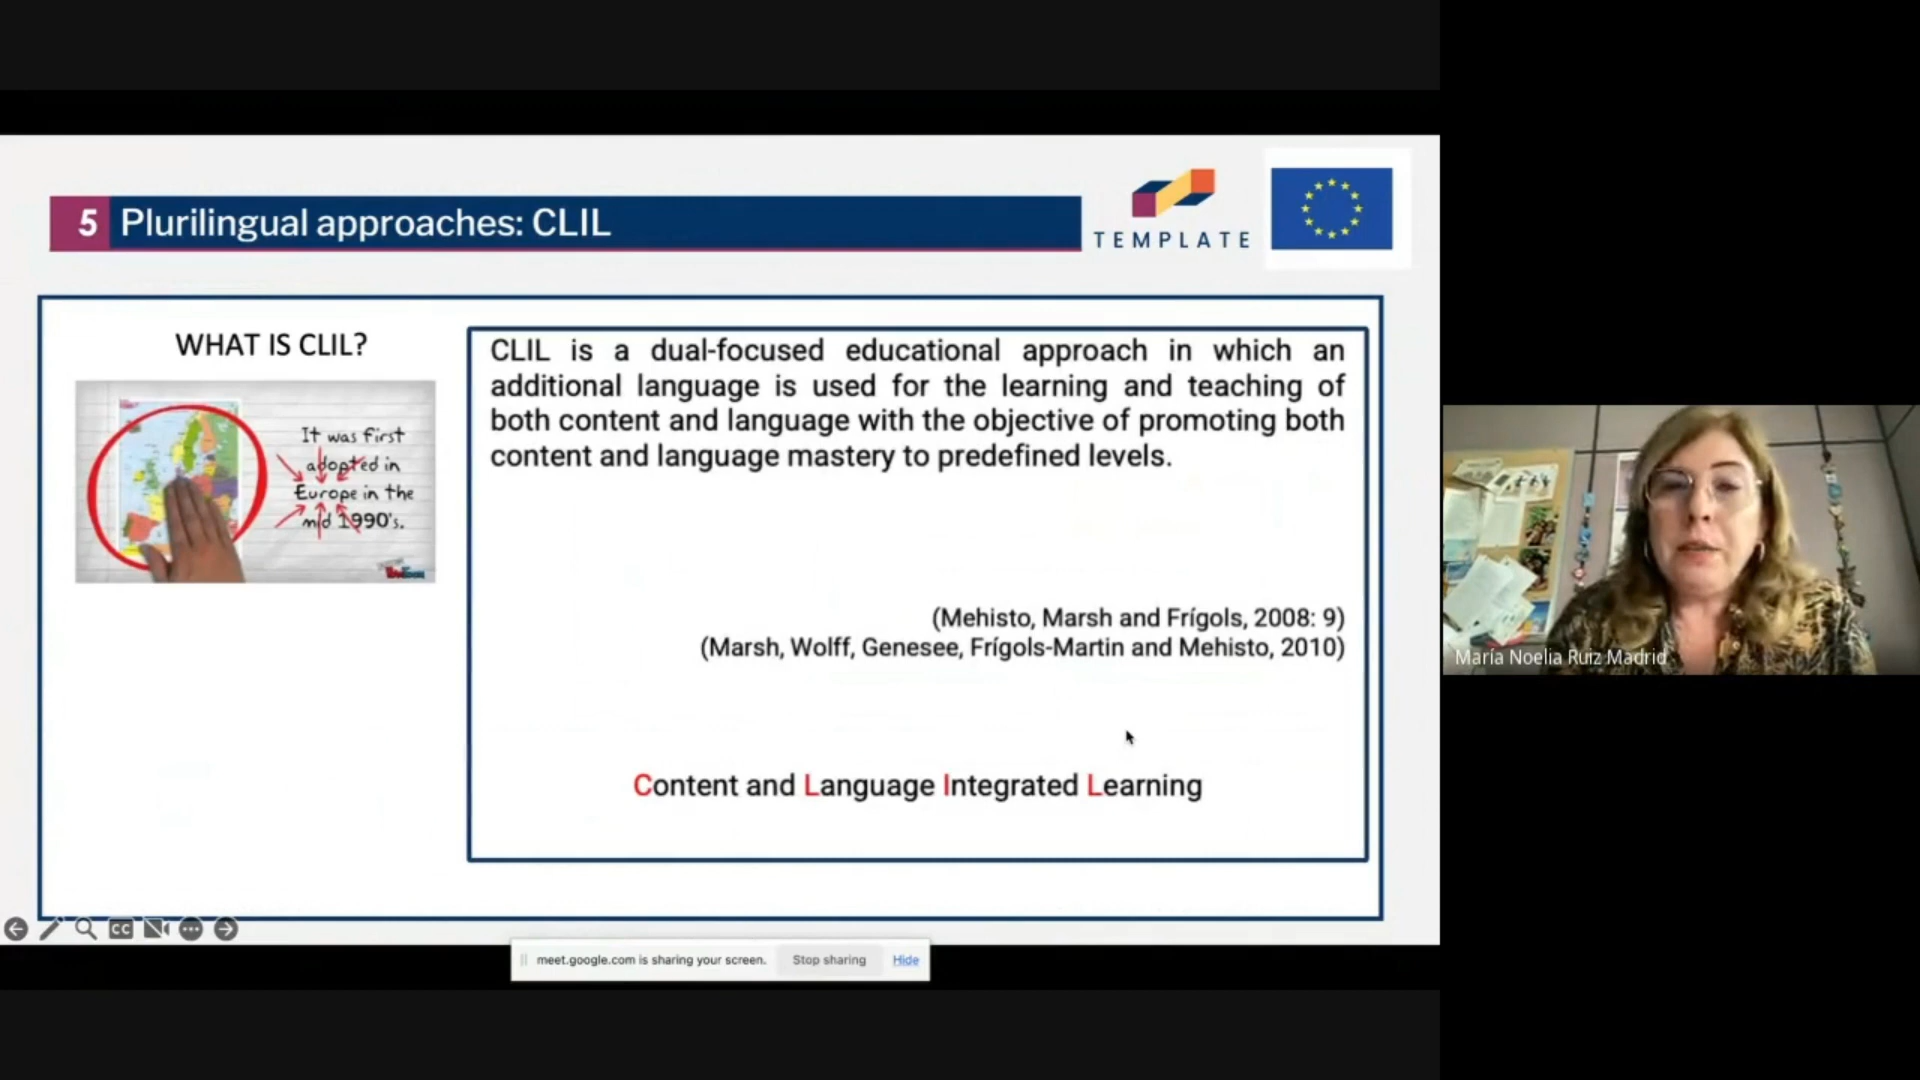 5 Plurilingual approaches: CLIL
TEMPLATE
WHAT IS CLIL?
It was first
adopted in
Europe in the
mid 1990's.
CLIL is a dual-focused educational approach in which an
additional language is used for the learning and teaching of
both content and language with the objective of promoting both
content and language mastery to predefined levels.
(Mehisto, Marsh and Frígols, 2008: 9)
(Marsh, Wolff, Genesee, Frígols-Martin and Mehisto, 2010)
Content and Language Integrated Learning
CC
meet.google.com is sharing your screen. Stop sharing Hide
María Noelia Ruiz Madrid